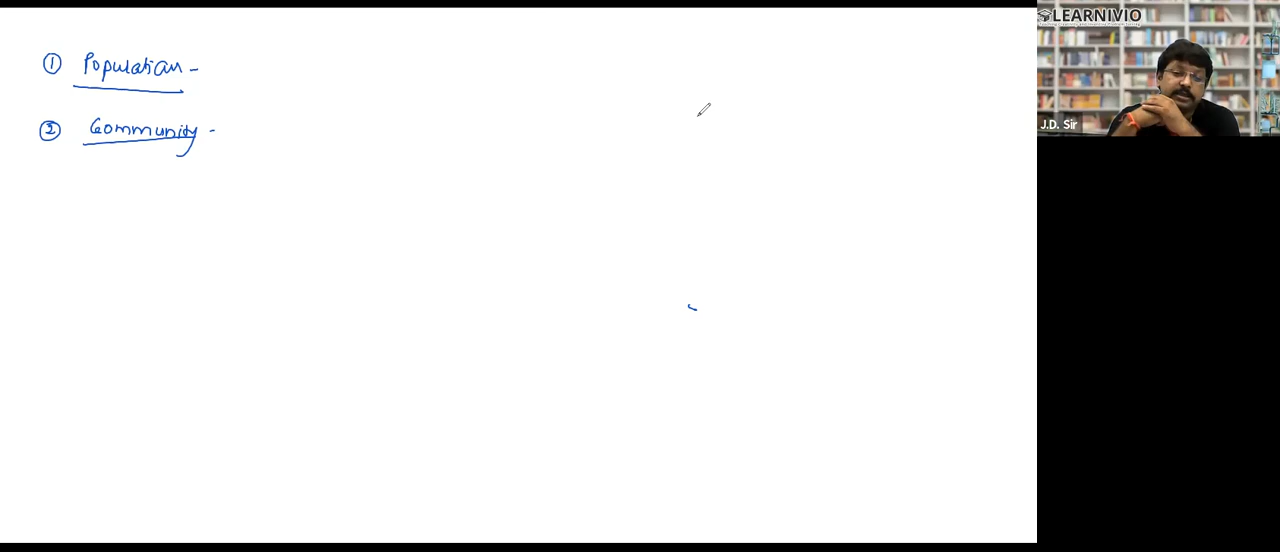 ① Population -
② Community -
LEARNIVIO
J.D. Sir